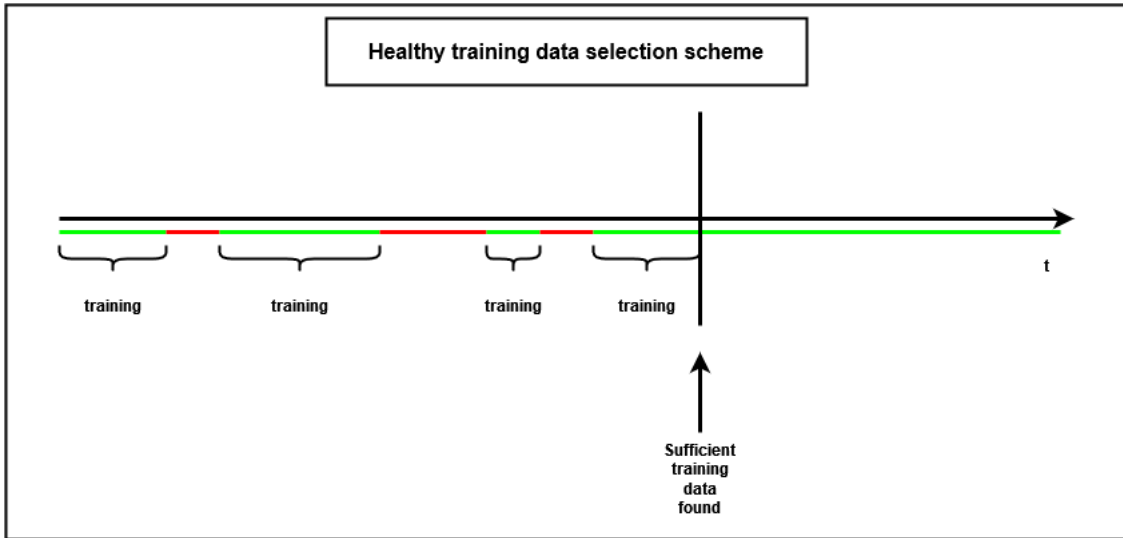 Healthy training data selection scheme
t
training
training
training
training
Sufficient
training
data
found